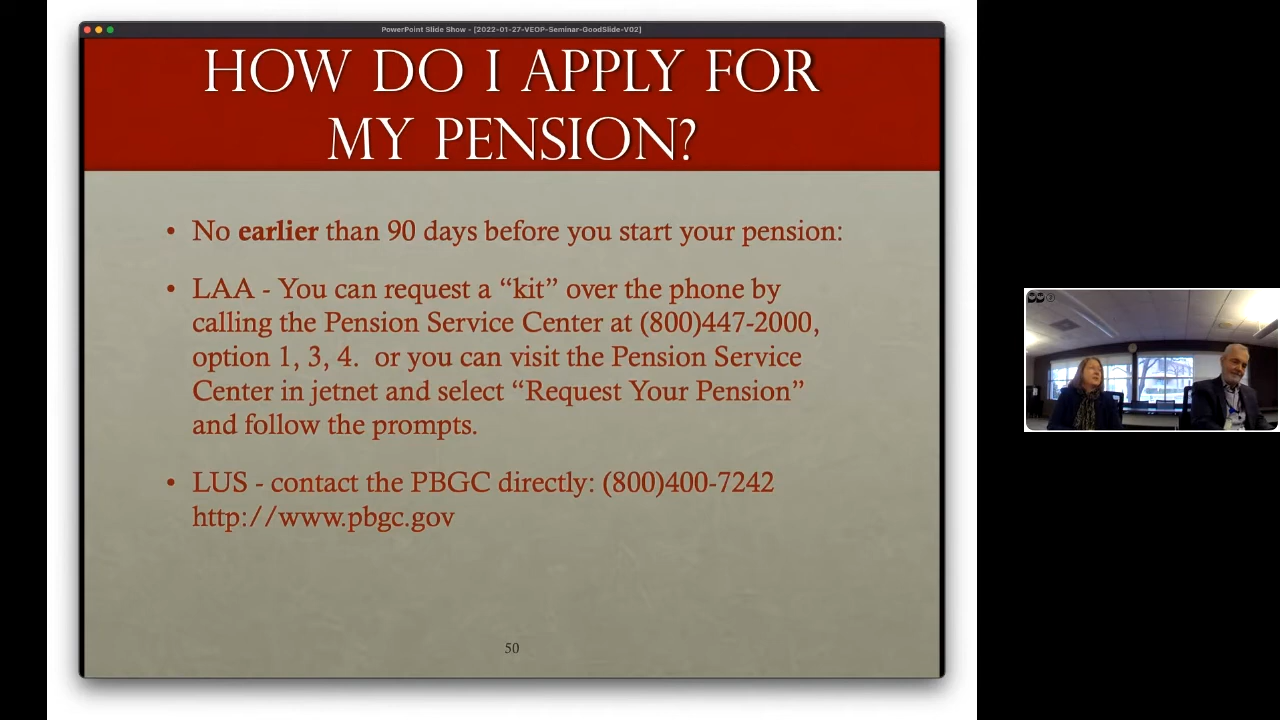 PowerPoint Slide Show - [2022-01-27-VEOP-Seminar-GoodSlide-V02]
HOW DO I APPLY FOR
MY PENSION?
• No earlier than 90 days before you start your pension:
• LAA - You can request a “kit” over the phone by
calling the Pension Service Center at (800)447-2000,
option 1, 3, 4.  or you can visit the Pension Service
Center in jetnet and select “Request Your Pension”
and follow the prompts.
• LUS - contact the PBGC directly: (800)400-7242
http://www.pbgc.gov
50